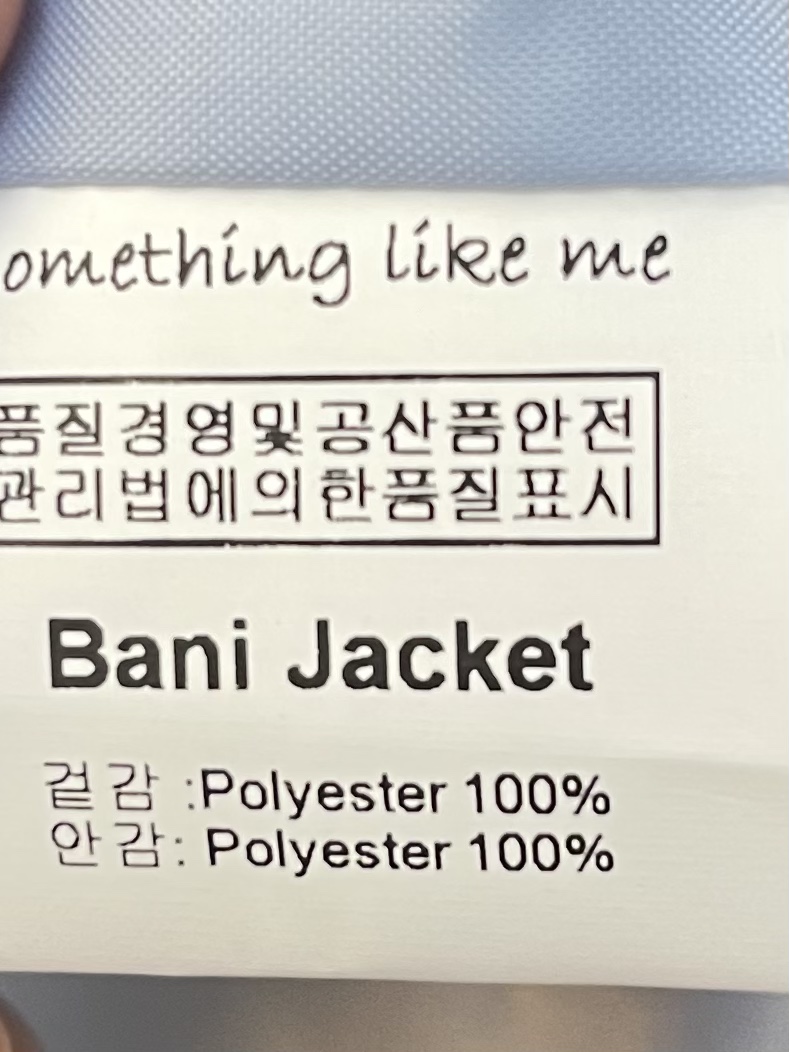 omething like me
품질경영및공산품안전
관리법에의한품질표시
Bani Jacket
겉감 :Polyester 100%
안감: Polyester 100%